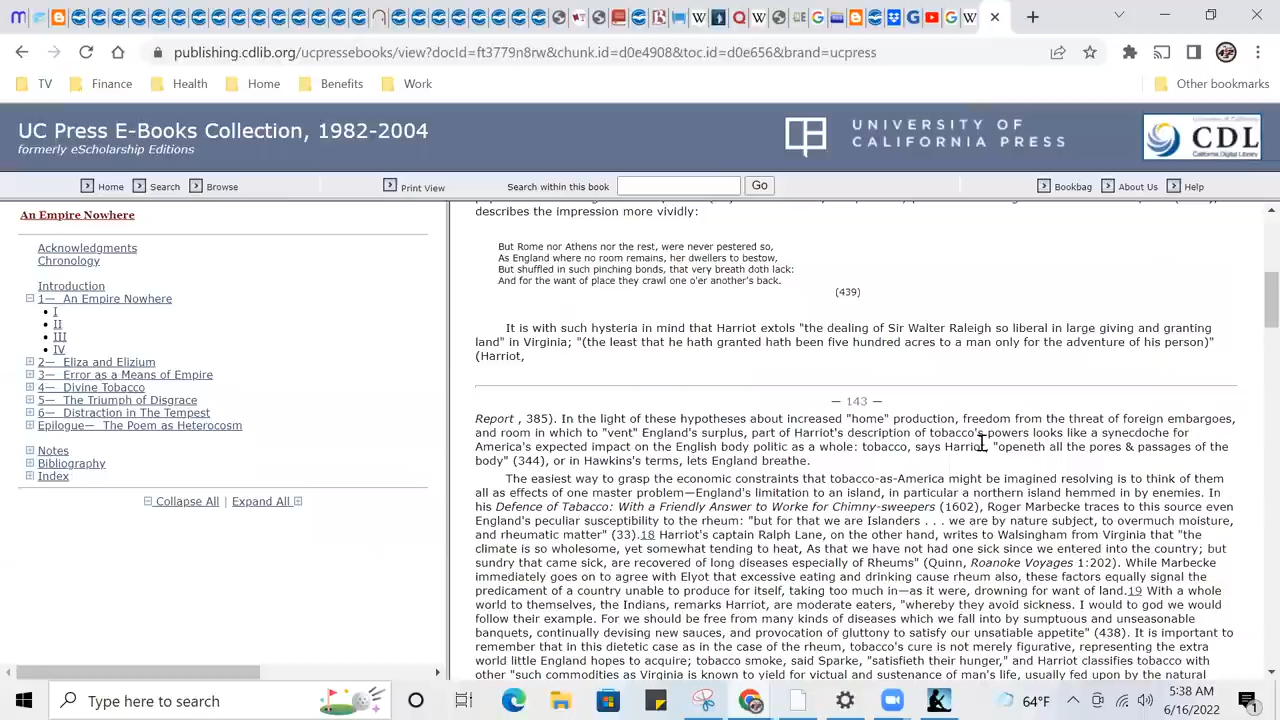 publishing.cdlib.org/ucpressebooks/view?docId=ft3779n8rw&chunk.id=d0e4908&toc.id=d0e656&brand=ucpress
TV Finance Health Home Benefits Work Other bookmarks
UC Press E-Books Collection, 1982-2004
formerly eScholarship Editions
UNIVERSITY OF
CALIFORNIA PRESS
CDL
California Digital Library
Home Search Browse Print View Search within this book Go Bookbag About Us Help
An Empire Nowhere
Acknowledgments
Chronology
Introduction
1— An Empire Nowhere
• I
• II
• III
• IV
2— Eliza and Elizium
3— Error as a Means of Empire
4— Divine Tobacco
5— The Triumph of Disgrace
6— Distraction in The Tempest
Epilogue— The Poem as Heterocosm
Notes
Bibliography
Index
Collapse All | Expand All
describes the impression more vividly:
But Rome nor Athens nor the rest, were never pestered so,
As England where no room remains, her dwellers to bestow,
But shuffled in such pinching bonds, that very breath doth lack:
And for the want of place they crawl one o'er another's back.
(439)
It is with such hysteria in mind that Harriot extols "the dealing of Sir Walter Raleigh so liberal in large giving and granting
land" in Virginia; "(the least that he hath granted hath been five hundred acres to a man only for the adventure of his person)"
(Harriot,
— 143
Report , 385). In the light of these hypotheses about increased "home" production, freedom from the threat of foreign embargoes,
and room in which to "vent" England's surplus, part of Harriot's description of tobacco's powers looks like a synecdoche for
America's expected impact on the English body politic as a whole: tobacco, says Harriot, "openeth all the pores & passages of the
body" (344), or in Hawkins's terms, lets England breathe.
The easiest way to grasp the economic constraints that tobacco-as-America might be imagined resolving is to think of them
all as effects of one master problem—England's limitation to an island, in particular a northern island hemmed in by enemies. In
his Defence of Tobacco: With a Friendly Answer to Worke for Chimny-sweepers (1602), Roger Marbecke traces to this source even
England's peculiar susceptibility to the rheum: "but for that we are Islanders . . . we are by nature subject, to overmuch moisture,
and rheumatic matter" (33).18 Harriot's captain Ralph Lane, on the other hand, writes to Walsingham from Virginia that "the
climate is so wholesome, yet somewhat tending to heat, As that we have not had one sick since we entered into the country; but
sundry that came sick, are recovered of long diseases especially of Rheums" (Quinn, Roanoke Voyages 1:202). While Marbecke
immediately goes on to agree with Elyot that excessive eating and drinking cause rheum also, these factors equally signal the
predicament of a country unable to produce for itself, taking too much in—as it were, drowning for want of land.19 With a whole
world to themselves, the Indians, remarks Harriot, are moderate eaters, "whereby they avoid sickness. I would to god we would
follow their example. For we should be free from many kinds of diseases which we fall into by sumptuous and unseasonable
banquets, continually devising new sauces, and provocation of gluttony to satisfy our unsatiable appetite" (438). It is important to
remember that in this dietetic case as in the case of the rheum, tobacco's cure is not merely figurative, representing the extra
world little England hopes to acquire; tobacco smoke, said Sparke, "satisfieth their hunger," and Harriot classifies tobacco with
other "such commodities as Virginia is known to yield for victual and sustenance of man's life, usually fed upon by the natural
Type here to search
64°F
5:38 AM
6/16/2022